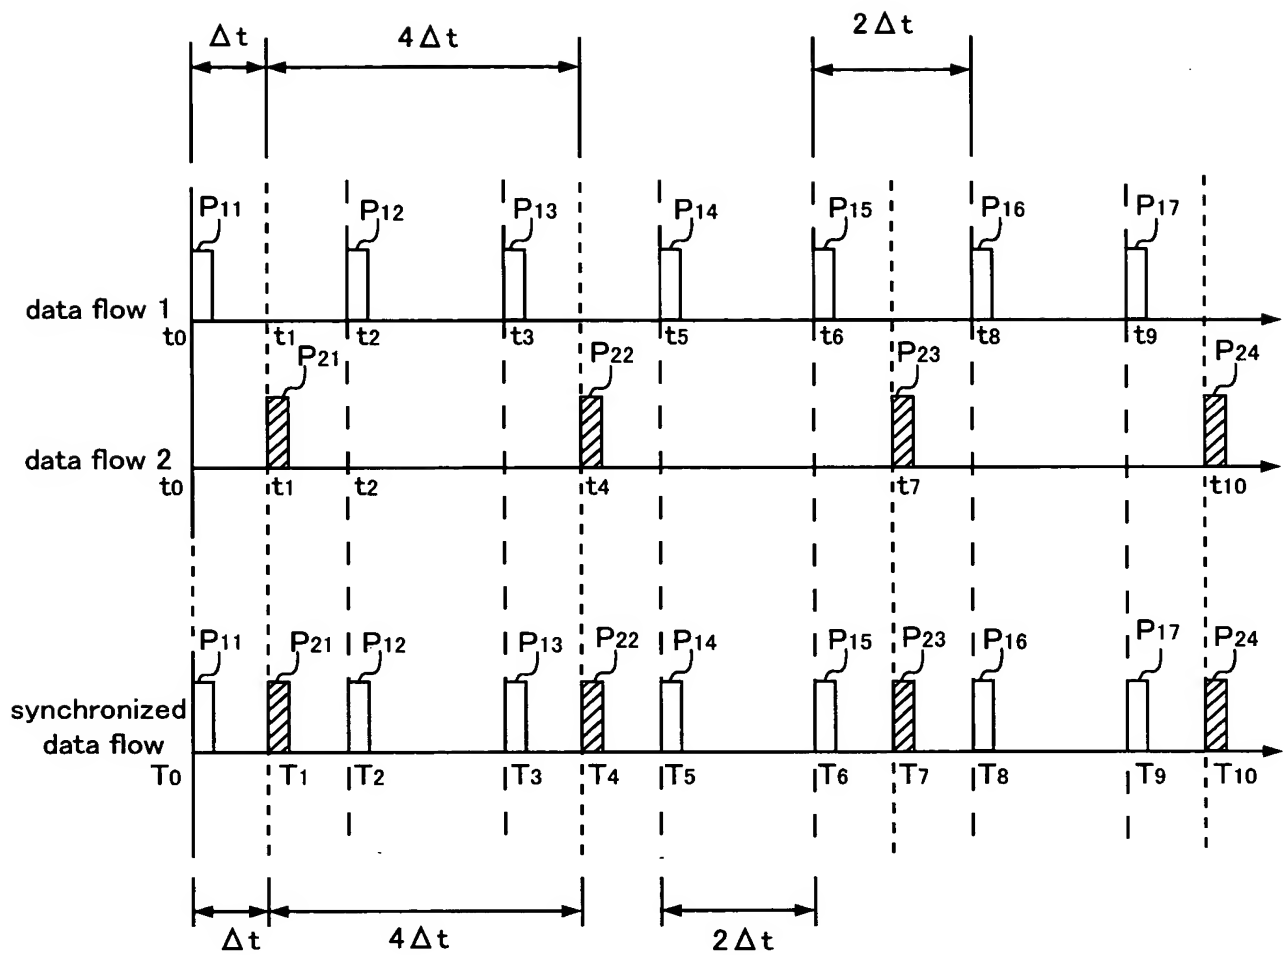 Δt 4Δt 2Δt
P11 P12 P13 P14 P15 P16 P17
data flow 1
t0 t1 t2 t3 t5 t6 t8 t9
P21 P22 P23 P24
data flow 2
t0 t1 t2 t4 t7 t10
P11 P21 P12 P13 P22 P14 P15 P23 P16 P17 P24
synchronized
data flow
T0 T1 T2 T3 T4 T5 T6 T7 T8 T9 T10
Δt 4Δt 2Δt